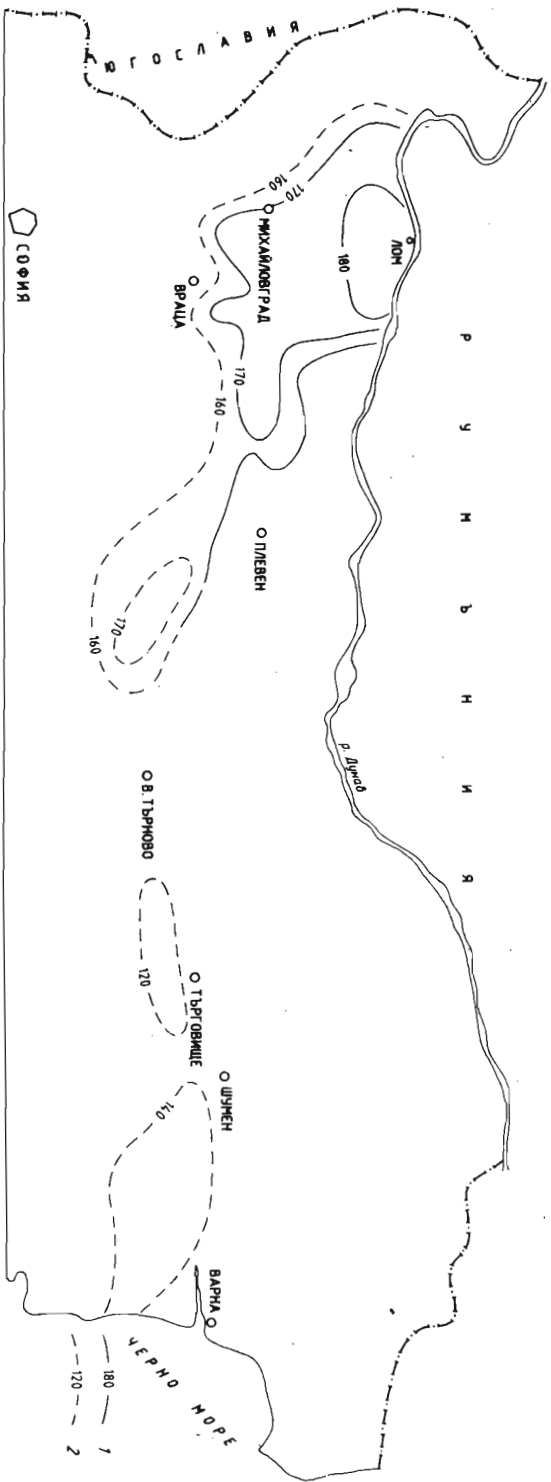 ЮГОСЛАВИЯ
РУМЪНИЯ
р. Дунав
ЛОМ
180
170
160
МИХАЙЛОВГРАД
ВРАЦА
СОФИЯ
170
160
ПЛЕВЕН
170
160
В. ТЪРНОВО
120
ТЪРГОВИЩЕ
ШУМЕН
140
ВАРНА
ЧЕРНО МОРЕ
180 1
120 2